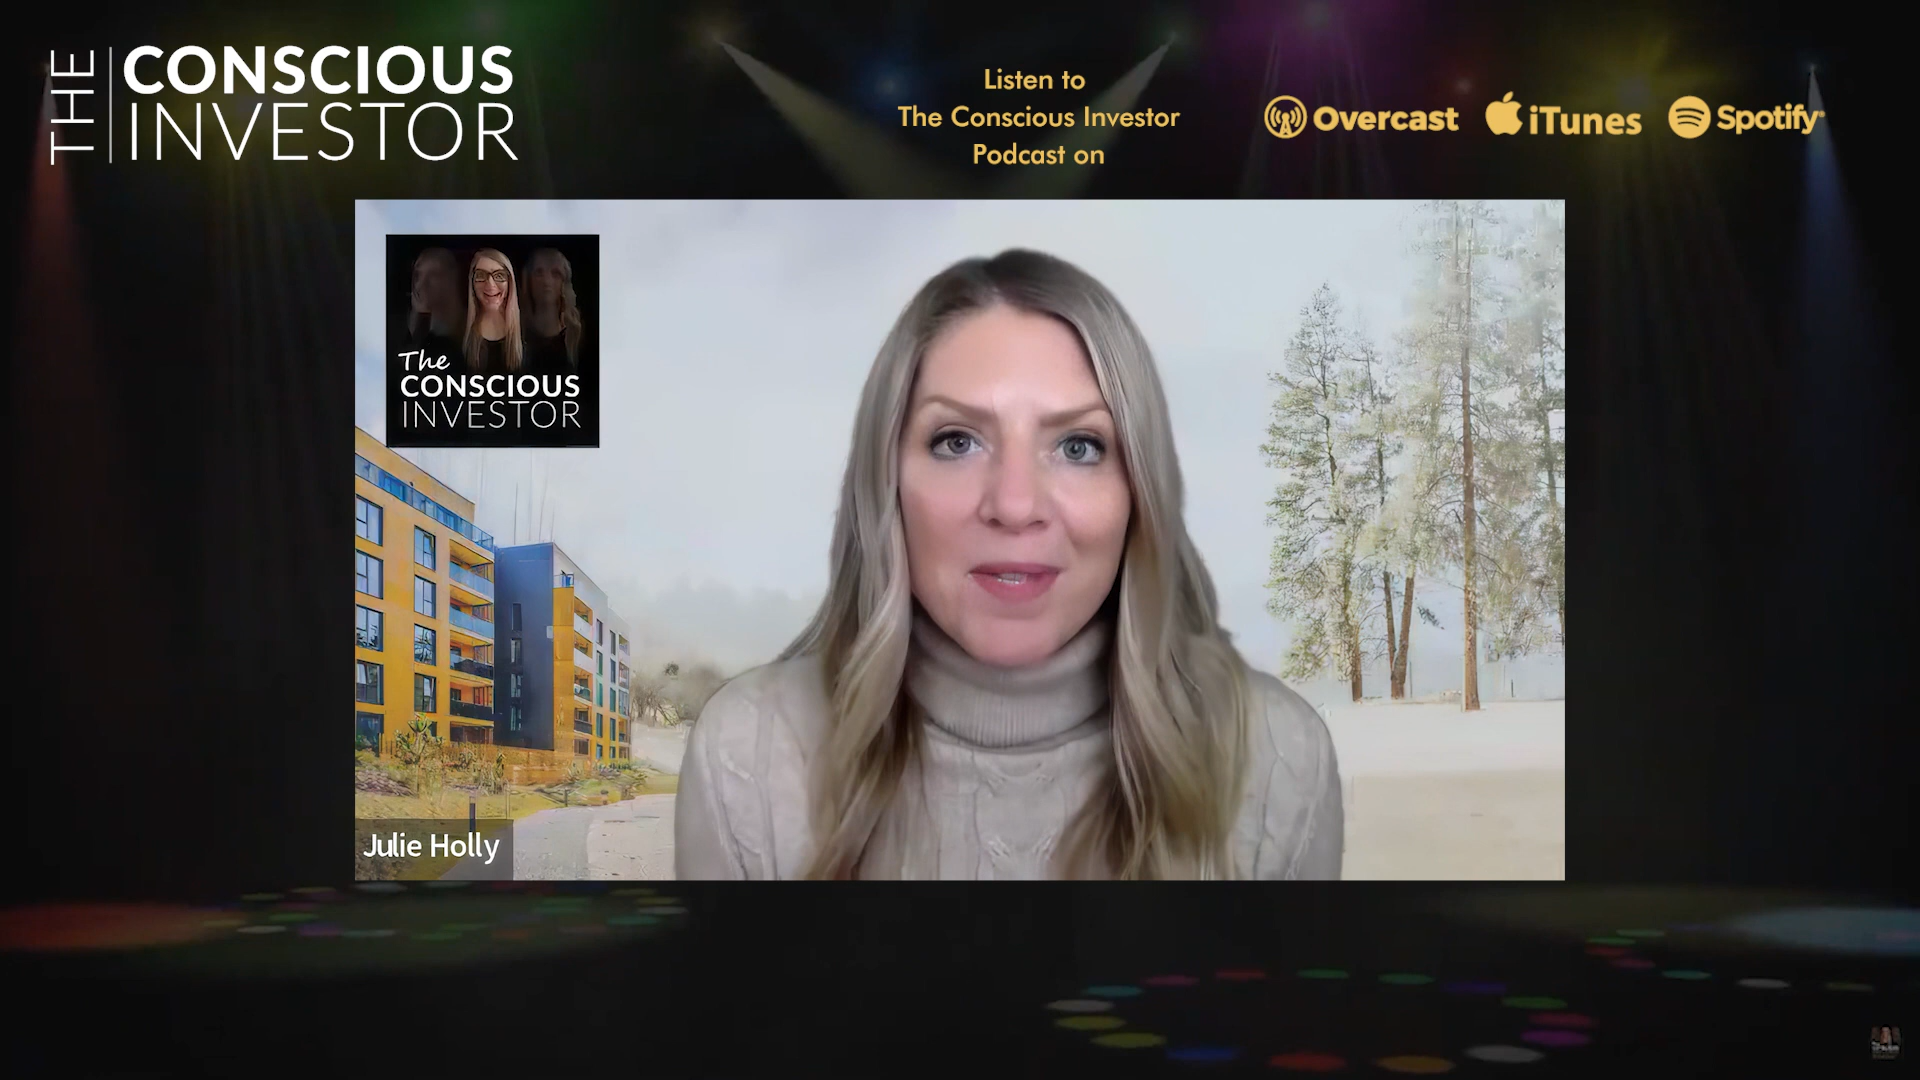 THE
CONSCIOUS
INVESTOR
Listen to
The Conscious Investor
Podcast on
Overcast
iTunes
Spotify
The
CONSCIOUS
INVESTOR
Julie Holly